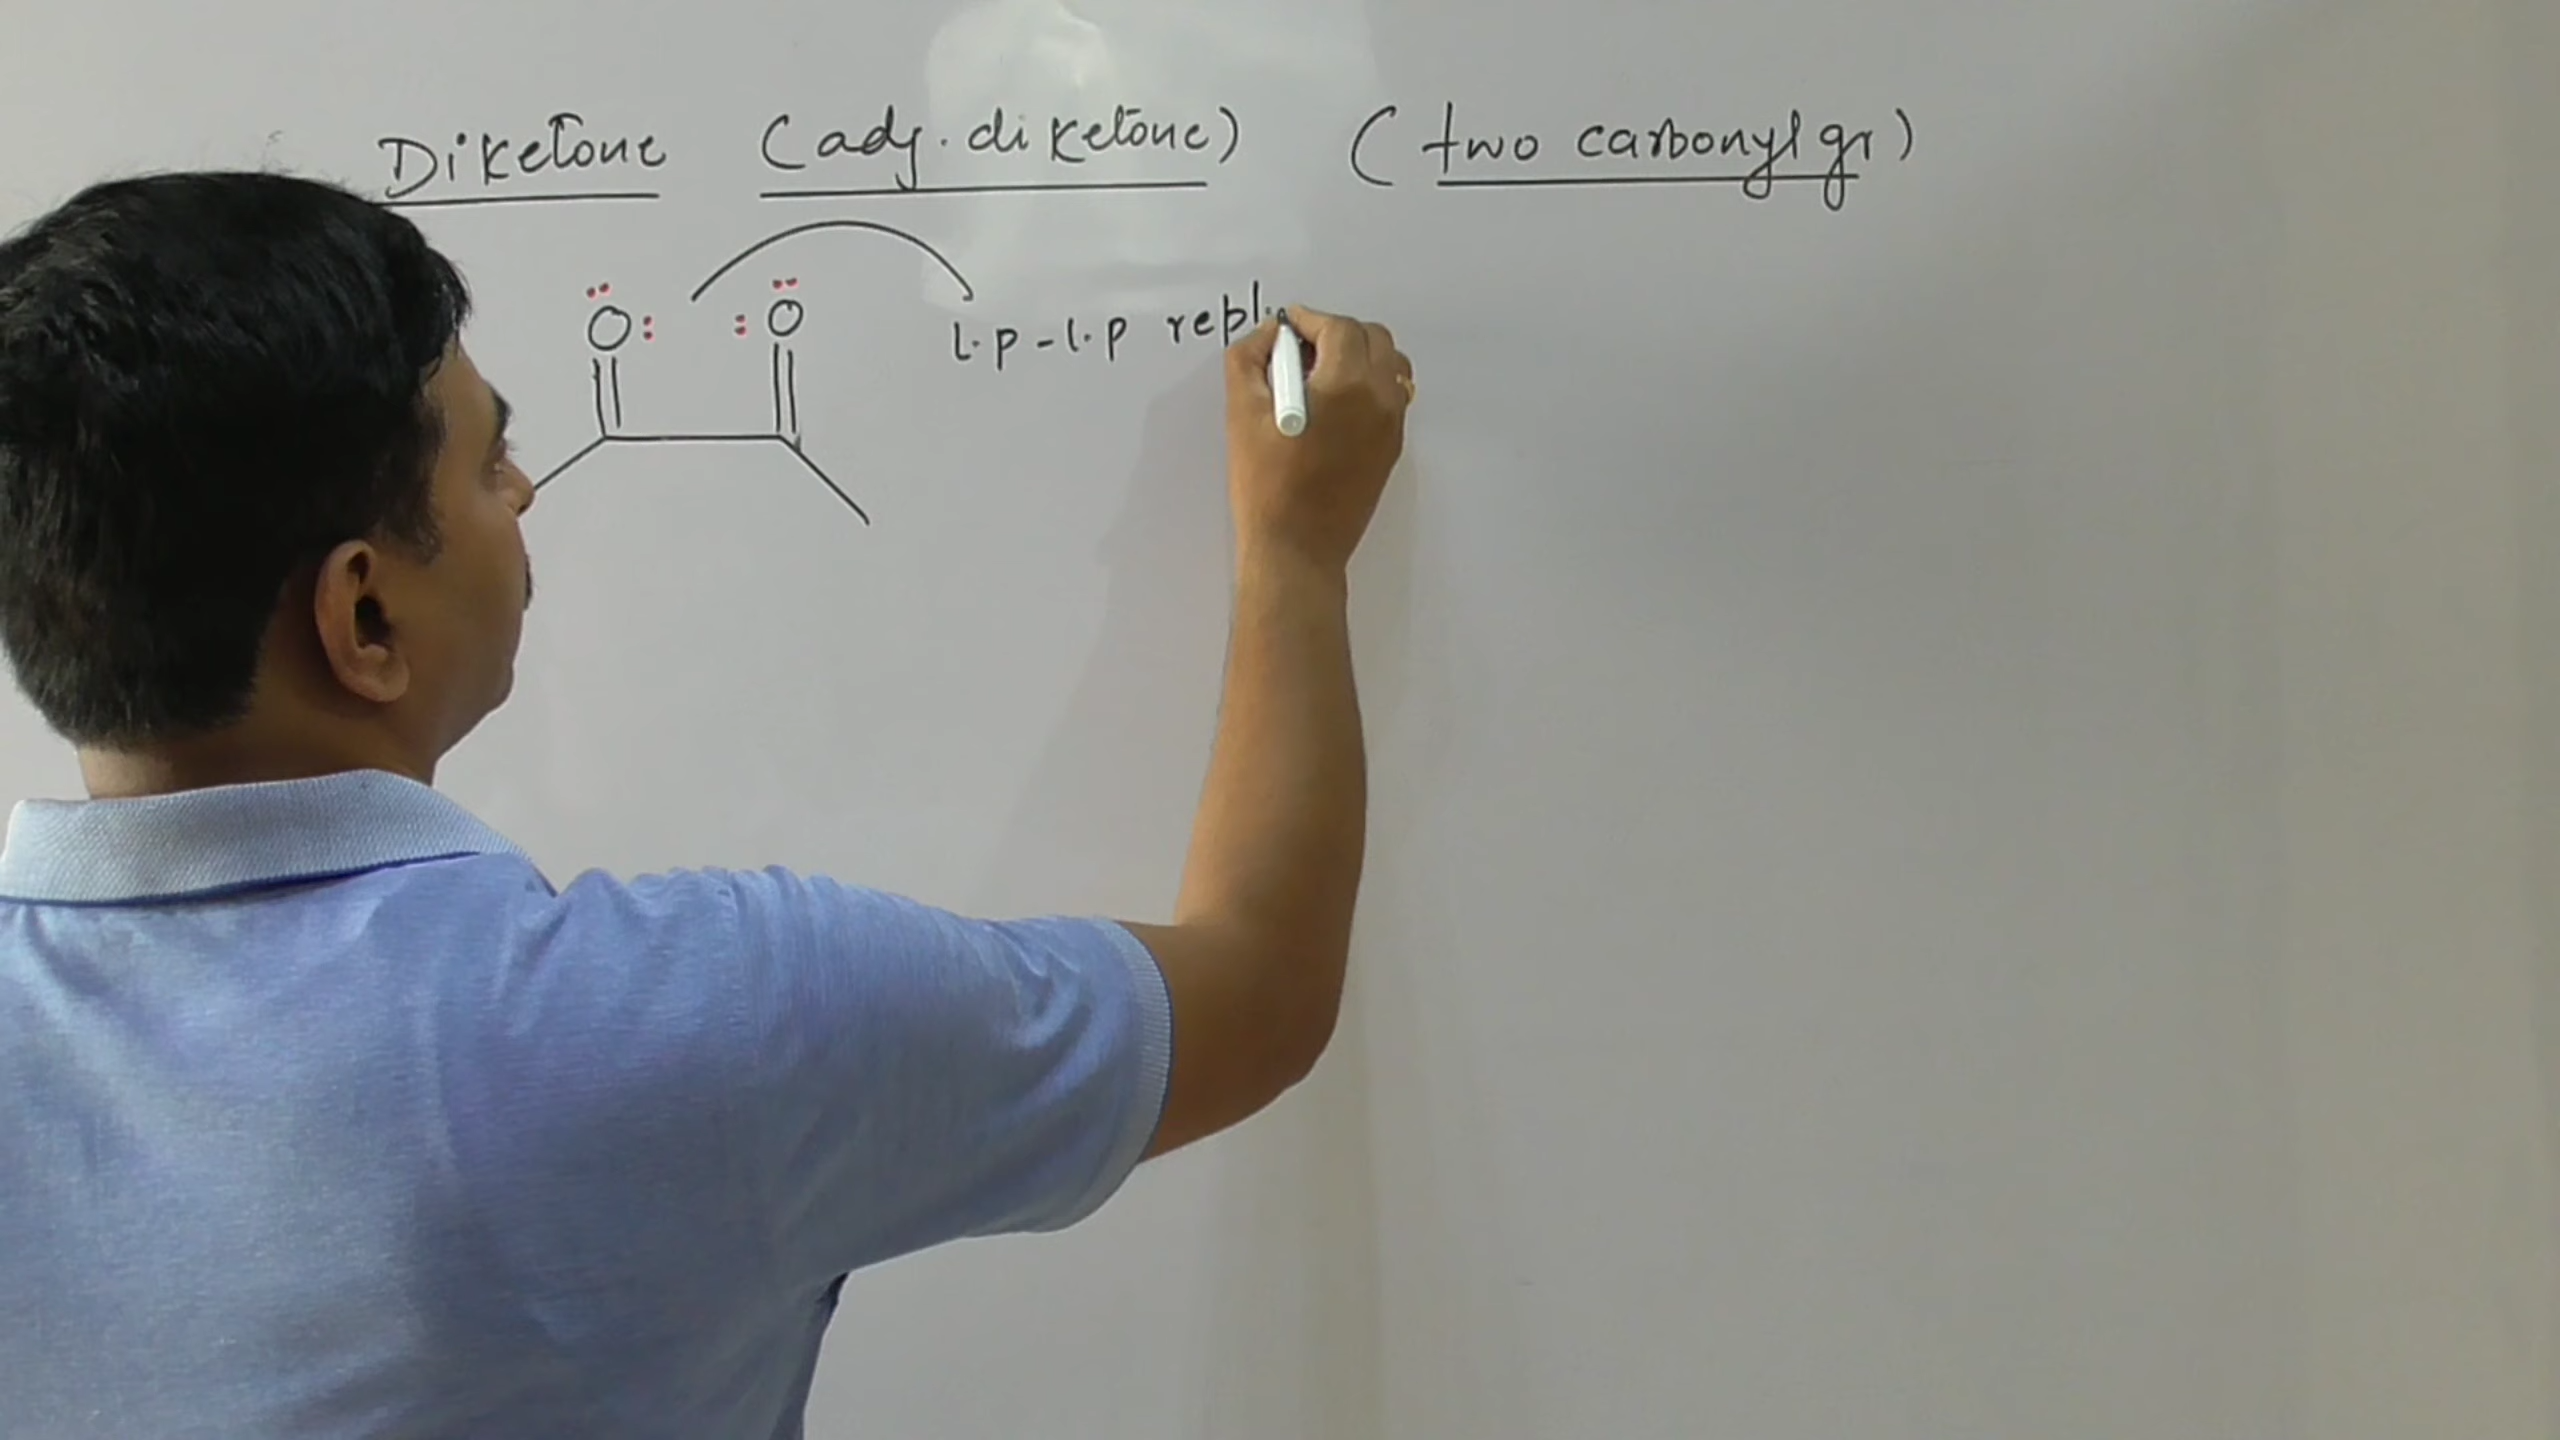 Diketone (adj. diketone) (two carbonyl gr)
O: :O
l.p-l.p repl